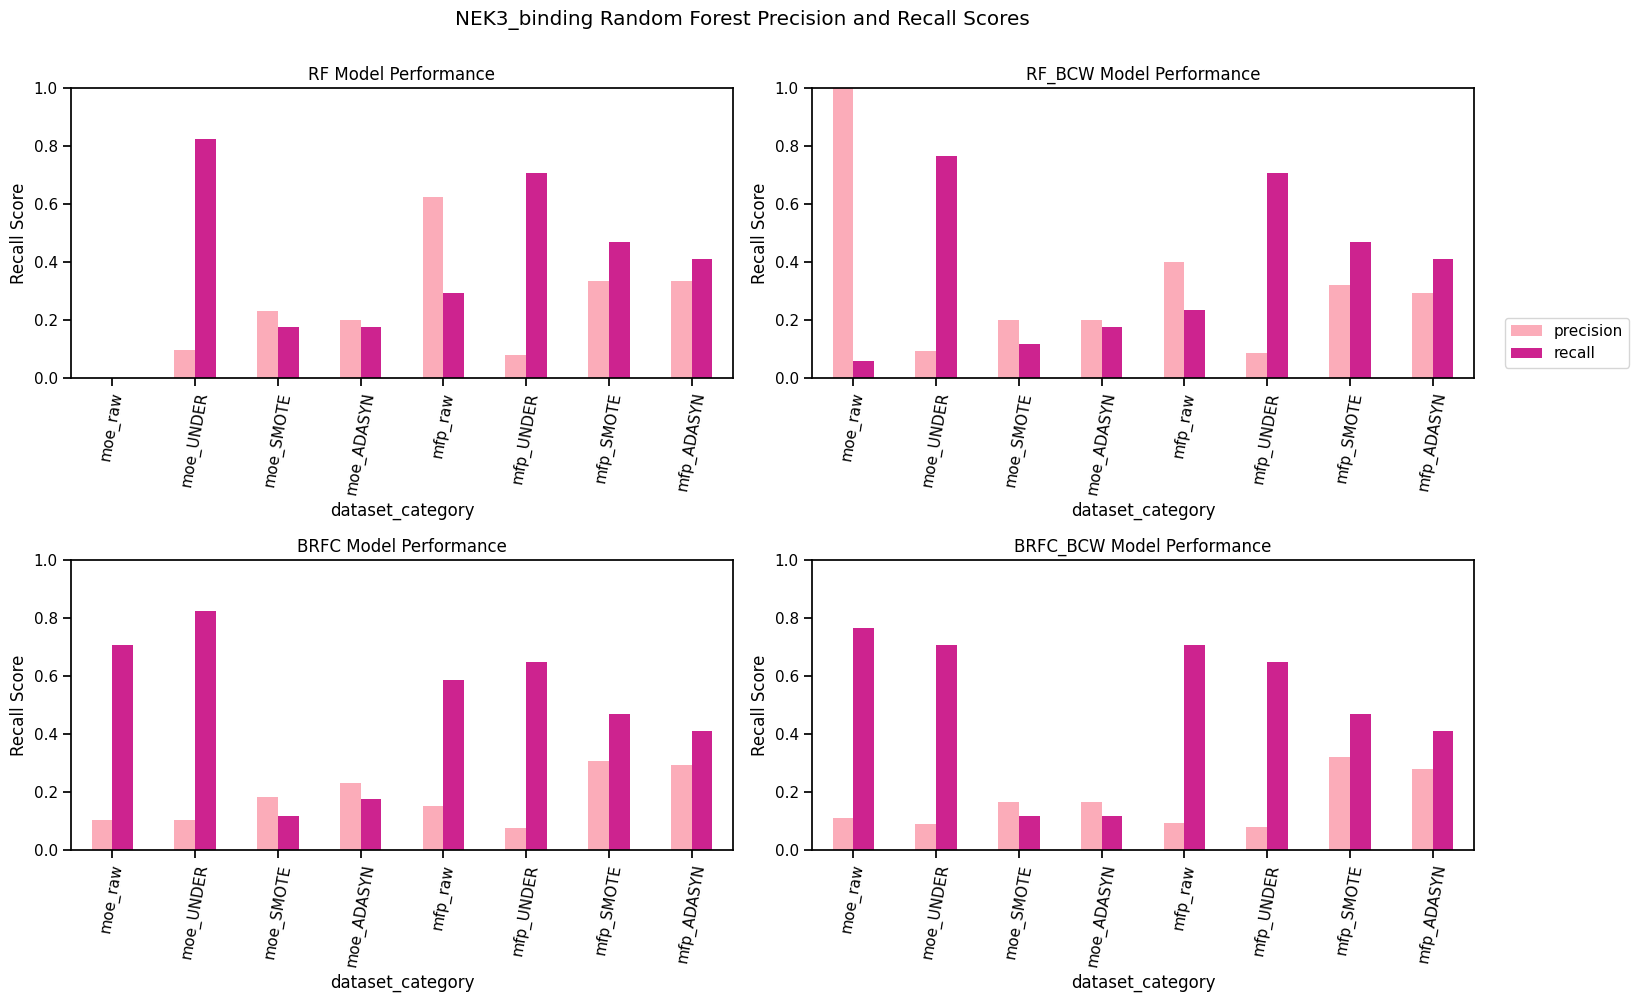 NEK3_binding Random Forest Precision and Recall Scores
RF Model Performance
Recall Score
1.0
0.8
0.6
0.4
0.2
0.0
moe_raw
moe_UNDER
moe_SMOTE
moe_ADASYN
mfp_raw
mfp_UNDER
mfp_SMOTE
mfp_ADASYN
dataset_category
RF_BCW Model Performance
Recall Score
1.0
0.8
0.6
0.4
0.2
0.0
moe_raw
moe_UNDER
moe_SMOTE
moe_ADASYN
mfp_raw
mfp_UNDER
mfp_SMOTE
mfp_ADASYN
dataset_category
precision
recall
BRFC Model Performance
Recall Score
1.0
0.8
0.6
0.4
0.2
0.0
moe_raw
moe_UNDER
moe_SMOTE
moe_ADASYN
mfp_raw
mfp_UNDER
mfp_SMOTE
mfp_ADASYN
dataset_category
BRFC_BCW Model Performance
Recall Score
1.0
0.8
0.6
0.4
0.2
0.0
moe_raw
moe_UNDER
moe_SMOTE
moe_ADASYN
mfp_raw
mfp_UNDER
mfp_SMOTE
mfp_ADASYN
dataset_category